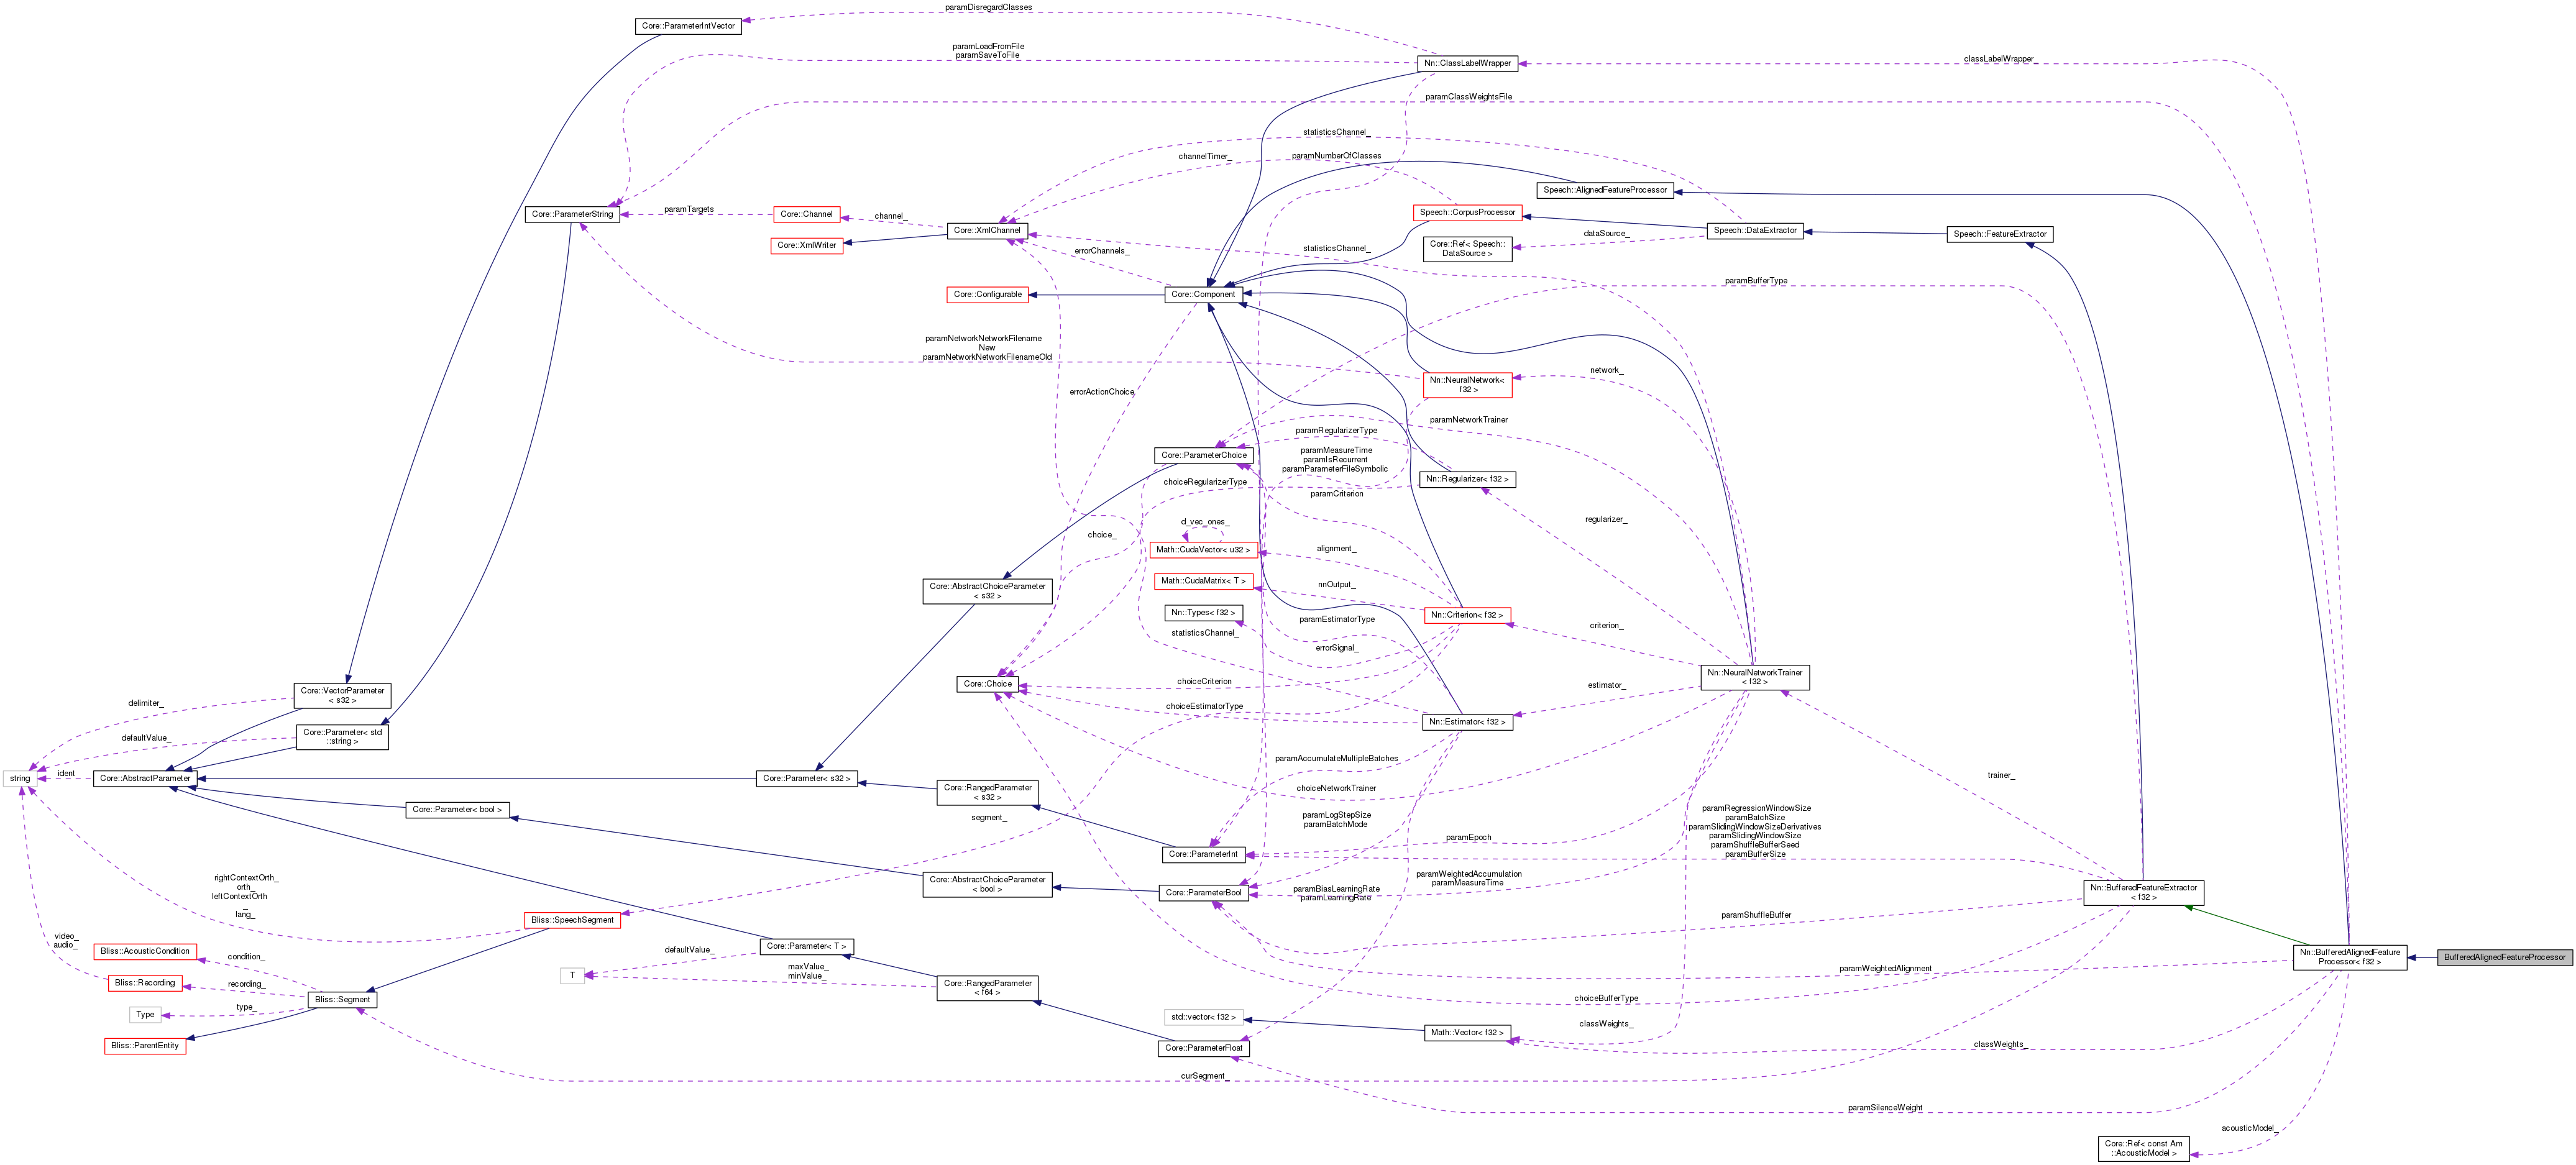 paramDisregardClasses
Core::ParameterIntVector
paramLoadFromFile
paramSaveToFile
Nn::ClassLabelWrapper
classLabelWrapper_
paramClassWeightsFile
statisticsChannel_
channelTimer_
paramNumberOfClasses
Speech::AlignedFeatureProcessor
Core::ParameterString
paramTargets
Core::Channel
channel_
Core::XmlChannel
Speech::CorpusProcessor
Speech::DataExtractor
Speech::FeatureExtractor
dataSource_
Core::XmlWriter
errorChannels_
statisticsChannel_
Core::Ref< Speech::
DataSource >
paramBufferType
Core::Configurable
Core::Component
paramNetworkNetworkFilename
New
paramNetworkNetworkFilenameOld
network_
Nn::NeuralNetwork<
f32 >
errorActionChoice
paramNetworkTrainer
paramRegularizerType
Core::ParameterChoice
paramMeasureTime
paramIsRecurrent
paramParameterFileSymbolic
Nn::Regularizer< f32 >
choiceRegularizerType
paramCriterion
d_vec_ones_
regularizer_
choice_
Math::CudaVector< u32 >
alignment_
Math::CudaMatrix< T >
nnOutput_
Core::AbstractChoiceParameter
< s32 >
Nn::Types< f32 >
Nn::Criterion< f32 >
paramEstimatorType
criterion_
statisticsChannel_
errorSignal_
Nn::NeuralNetworkTrainer
< f32 >
Core::Choice
choiceCriterion
estimator_
Core::VectorParameter
< s32 >
delimiter_
choiceEstimatorType
Nn::Estimator< f32 >
Core::Parameter< std
::string >
defaultValue_
string
ident
Core::AbstractParameter
Core::Parameter< s32 >
paramAccumulateMultipleBatches
trainer_
Core::RangedParameter
< s32 >
choiceNetworkTrainer
Core::Parameter< bool >
segment_
paramLogStepSize
paramBatchMode
paramRegressionWindowSize
paramBatchSize
paramSlidingWindowSizeDerivatives
paramSlidingWindowSize
paramShuffleBufferSeed
paramBufferSize
paramEpoch
Core::ParameterInt
rightContextOrth_
orth_
leftContextOrth
_
lang_
Core::AbstractChoiceParameter
< bool >
Core::ParameterBool
paramBiasLearningRate
paramLearningRate
paramWeightedAccumulation
paramMeasureTime
Nn::BufferedFeatureExtractor
< f32 >
Bliss::SpeechSegment
paramShuffleBuffer
video_
audio_
Bliss::AcousticCondition
condition_
Core::Parameter< T >
defaultValue_
Nn::BufferedAlignedFeature
Processor< f32 >
BufferedAlignedFeatureProcessor
T
maxValue_
minValue_
paramWeightedAlignment
Bliss::Recording
recording_
Core::RangedParameter
< f64 >
Bliss::Segment
choiceBufferType
Type
type_
std::vector< f32 >
classWeights_
Math::Vector< f32 >
Bliss::ParentEntity
Core::ParameterFloat
classWeights_
curSegment_
paramSilenceWeight
acousticModel_
Core::Ref< const Am
::AcousticModel >